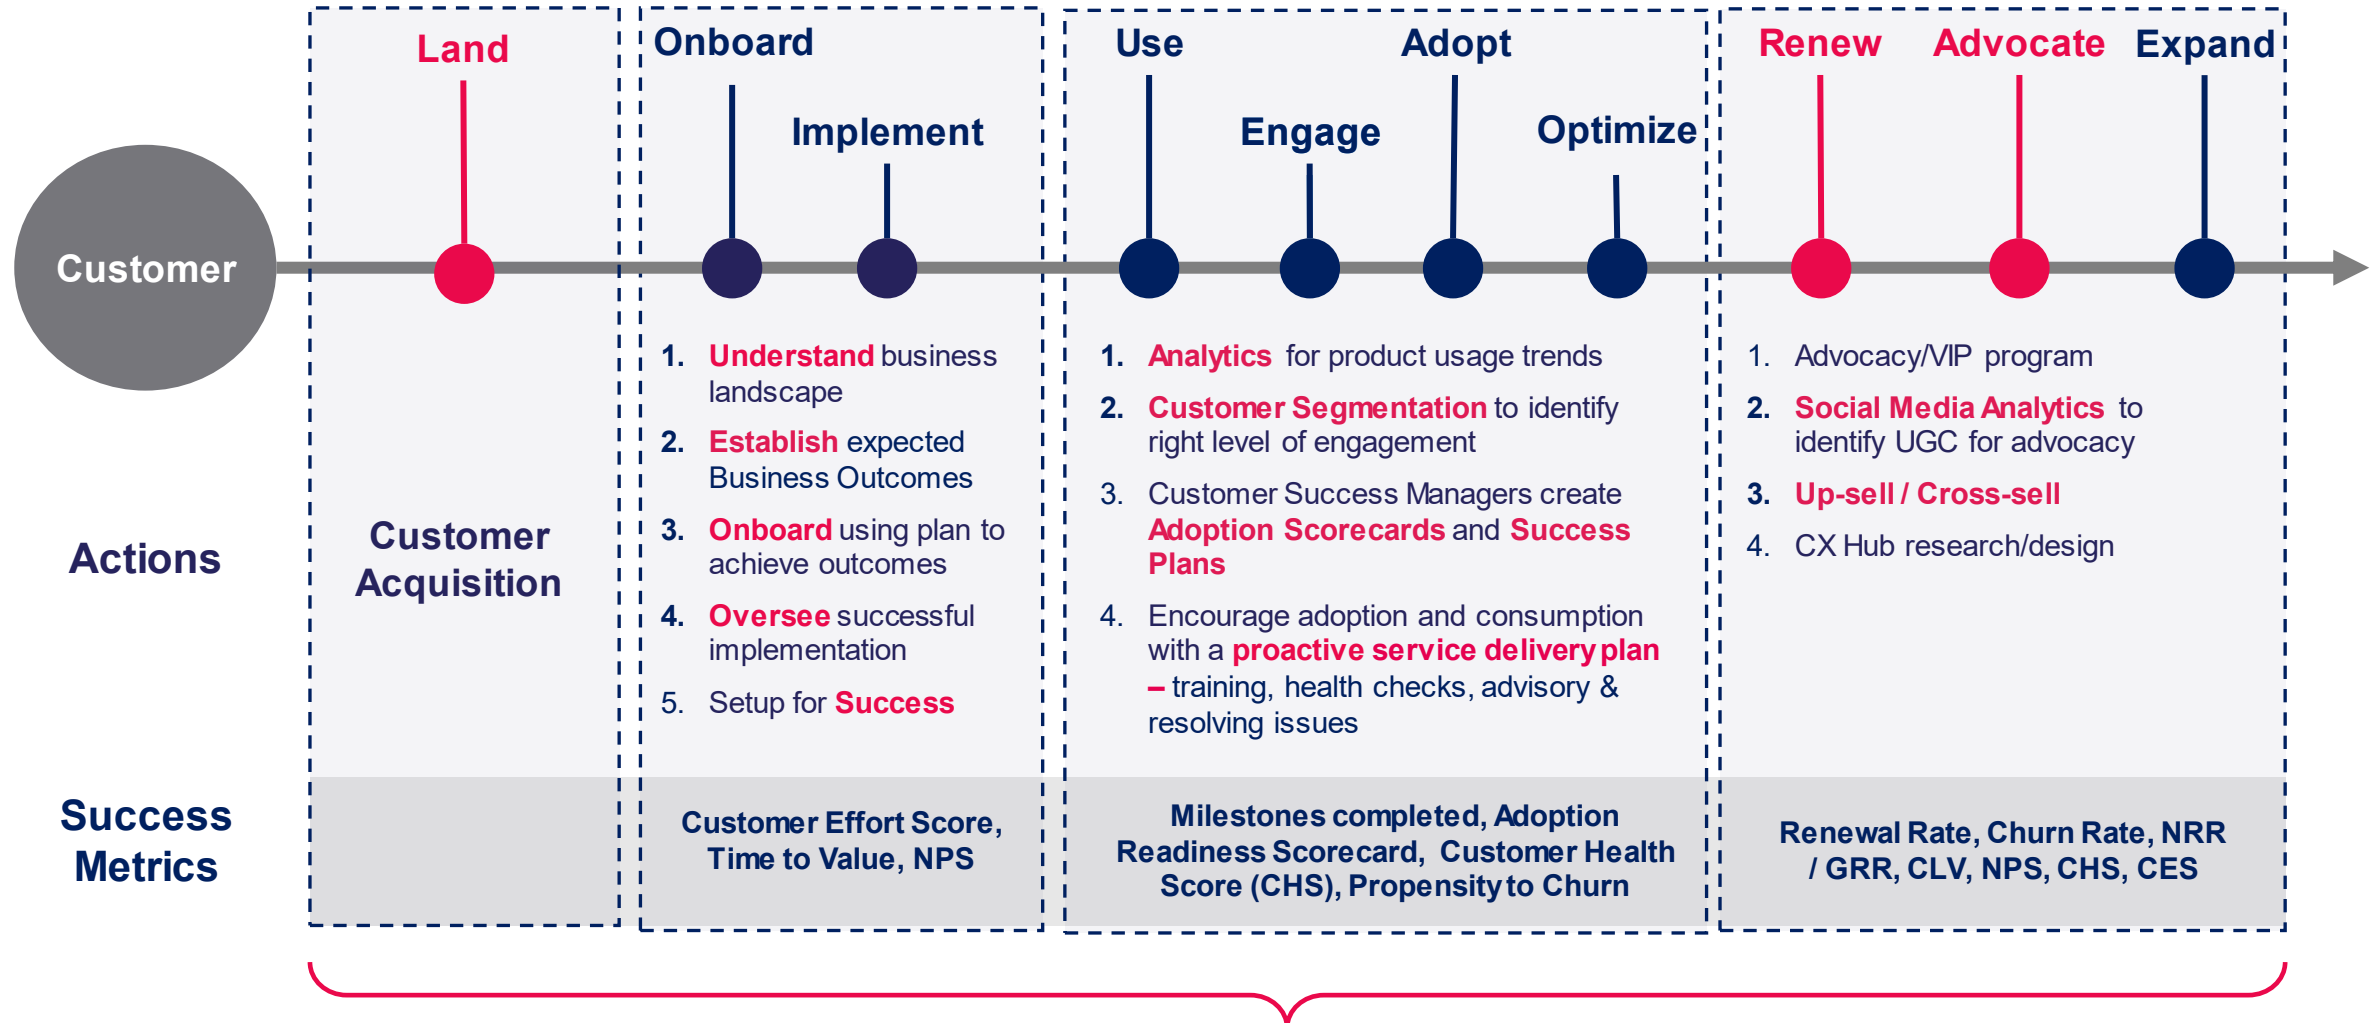 Land
Onboard
Implement
Use
Engage
Adopt
Optimize
Renew
Advocate
Expand
Customer
Actions
Customer
Acquisition
1. Understand business
landscape
2. Establish expected
Business Outcomes
3. Onboard using plan to
achieve outcomes
4. Oversee successful
implementation
5. Setup for Success
1. Analytics for product usage trends
2. Customer Segmentation to identify
right level of engagement
3. Customer Success Managers create
Adoption Scorecards and Success
Plans
4. Encourage adoption and consumption
with a proactive service delivery plan
– training, health checks, advisory &
resolving issues
1. Advocacy/VIP program
2. Social Media Analytics to
identify UGC for advocacy
3. Up-sell / Cross-sell
4. CX Hub research/design
Success
Metrics
Customer Effort Score,
Time to Value, NPS
Milestones completed, Adoption
Readiness Scorecard, Customer Health
Score (CHS), Propensity to Churn
Renewal Rate, Churn Rate, NRR
/ GRR, CLV, NPS, CHS, CES